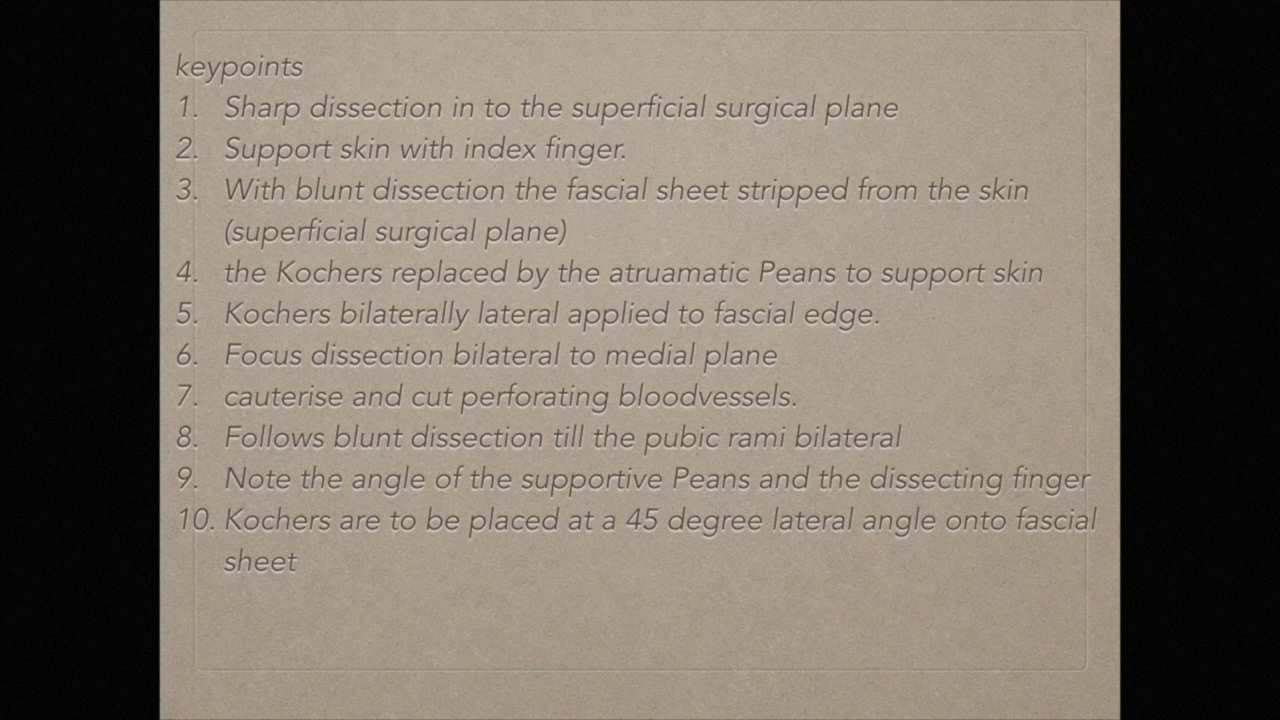 keypoints
1. Sharp dissection in to the superficial surgical plane
2. Support skin with index finger.
3. With blunt dissection the fascial sheet stripped from the skin
(superficial surgical plane)
4. the Kochers replaced by the atruamatic Peans to support skin
5. Kochers bilaterally lateral applied to fascial edge.
6. Focus dissection bilateral to medial plane
7. cauterise and cut perforating bloodvessels.
8. Follows blunt dissection till the pubic rami bilateral
9. Note the angle of the supportive Peans and the dissecting finger
10. Kochers are to be placed at a 45 degree lateral angle onto fascial
sheet